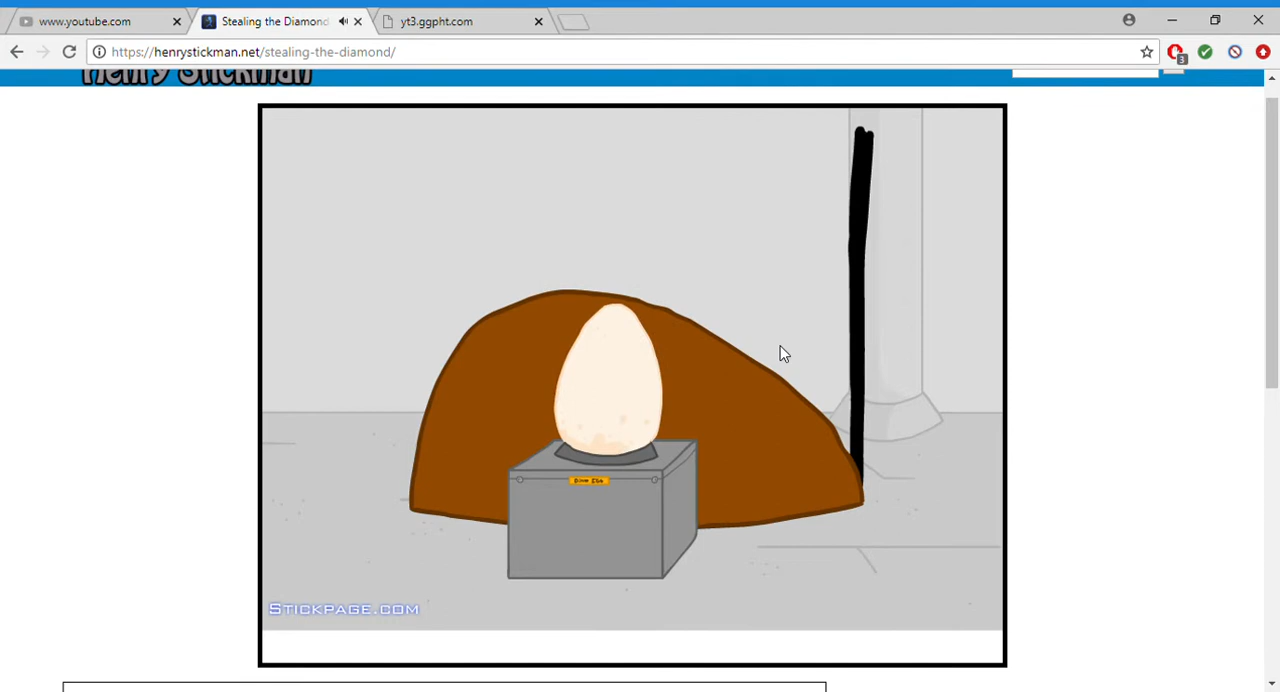 www.youtube.com
Stealing the Diamond
yt3.ggpht.com
https://henrystickman.net/stealing-the-diamond/
3
Henry Stickman
STICKPAGE.COM